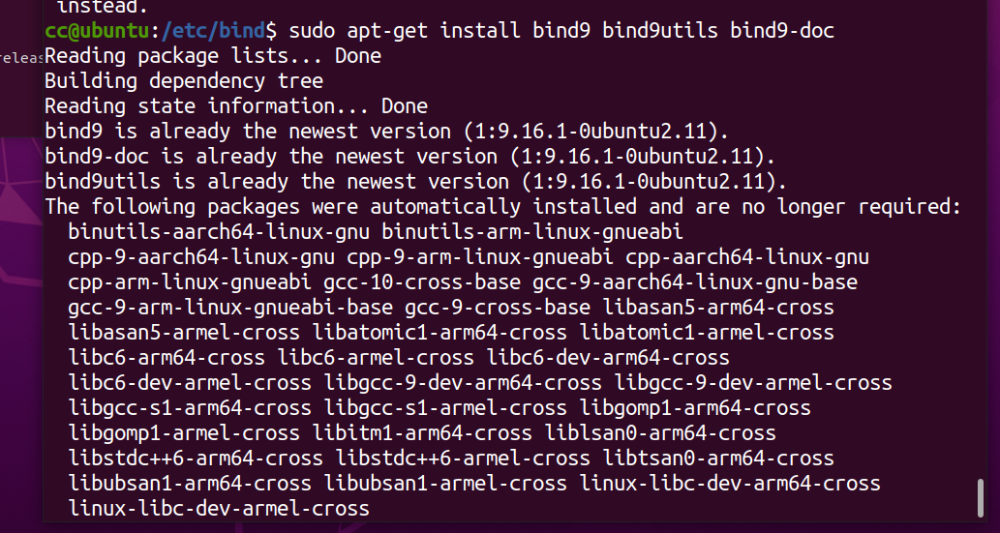 instead.
cc@ubuntu:/etc/bind$ sudo apt-get install bind9 bind9utils bind9-doc
Reading package lists... Done
releas
Building dependency tree
Reading state information... Done
bind9 is already the newest version (1:9.16.1-0ubuntu2.11).
bind9-doc is already the newest version (1:9.16.1-0ubuntu2.11).
bind9utils is already the newest version (1:9.16.1-0ubuntu2.11).
The following packages were automatically installed and are no longer required:
binutils-aarch64-linux-gnu binutils-arm-linux-gnueabi
cpp-9-aarch64-linux-gnu cpp-9-arm-linux-gnueabi cpp-aarch64-linux-gnu
cpp-arm-linux-gnueabi gcc-10-cross-base gcc-9-aarch64-linux-gnu-base
gcc-9-arm-linux-gnueabi-base gcc-9-cross-base libasan5-arm64-cross
libasan5-armel-cross libatomic1-arm64-cross libatomic1-armel-cross
libc6-arm64-cross libc6-armel-cross libc6-dev-arm64-cross
libc6-dev-armel-cross libgcc-9-dev-arm64-cross libgcc-9-dev-armel-cross
libgcc-s1-arm64-cross libgcc-s1-armel-cross libgomp1-arm64-cross
libgomp1-armel-cross libitm1-arm64-cross liblsan0-arm64-cross
libstdc++6-arm64-cross libstdc++6-armel-cross libtsan0-arm64-cross
libubsan1-arm64-cross libubsan1-armel-cross linux-libc-dev-arm64-cross
linux-libc-dev-armel-cross